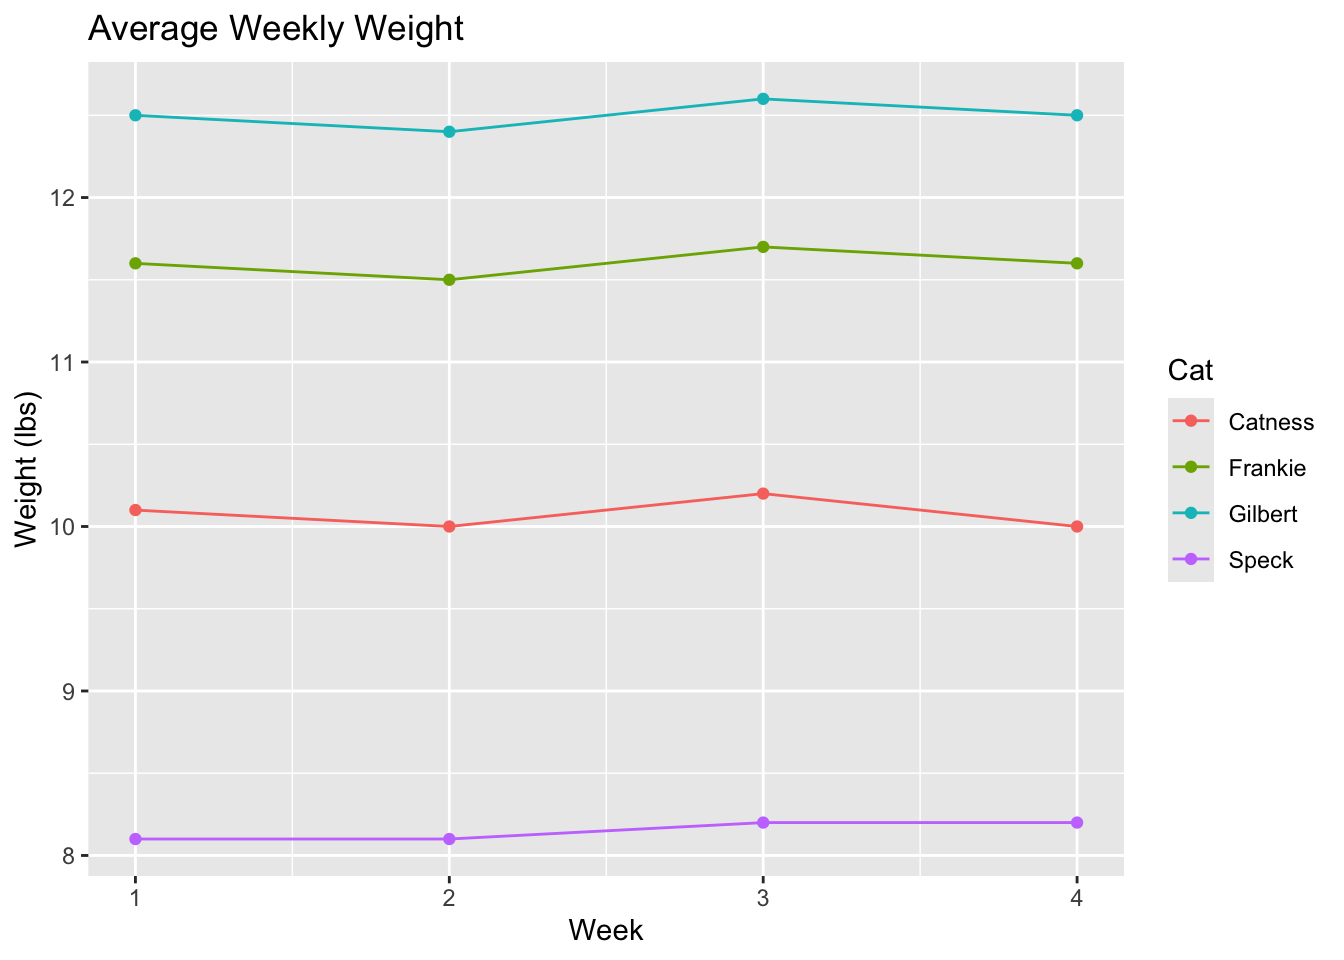 Average Weekly Weight
Weight (lbs)
12
11
10
9
8
1 2 3 4
Week
Cat
Catness
Frankie
Gilbert
Speck